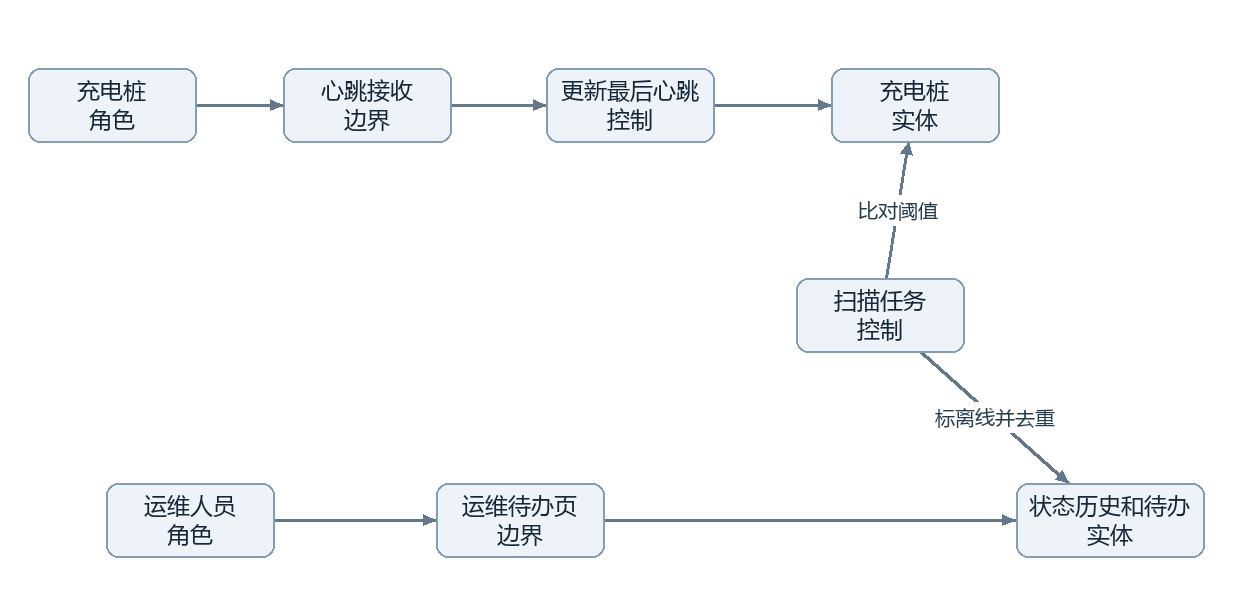 充电桩
角色
心跳接收
边界
更新最后心跳
控制
充电桩
实体
比对阈值
扫描任务
控制
标离线并去重
运维人员
角色
运维待办页
边界
状态历史和待办
实体